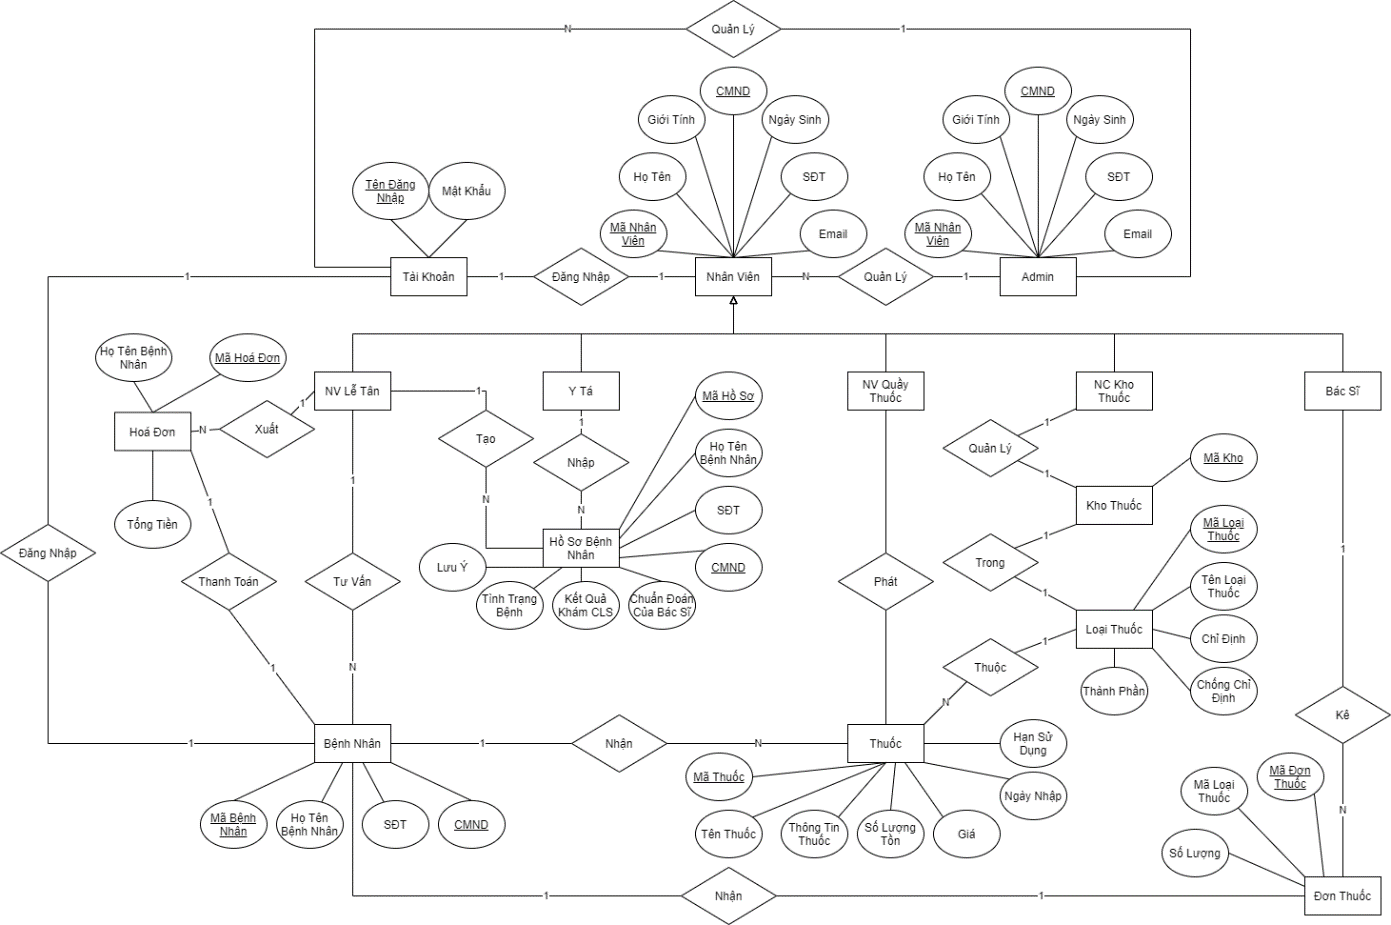 Quản Lý
N
1
CMND
CMND
Giới Tính
Ngày Sinh
Giới Tính
Ngày Sinh
Tên Đăng
Nhập
Mật Khẩu
Họ Tên
SĐT
Họ Tên
SĐT
Mã Nhân
Viên
Email
Mã Nhân
Viên
Email
1
Tài Khoản
1
Đăng Nhập
1
Nhân Viên
N
Quản Lý
1
Admin
Họ Tên Bệnh
Nhân
Mã Hoá Đơn
NV Lễ Tân
1
Y Tá
Mã Hồ Sơ
NV Quầy
Thuốc
NC Kho
Thuốc
Bác Sĩ
Hoá Đơn
N
Xuất
1
Tạo
1
Nhập
Họ Tên
Bệnh Nhân
Quản Lý
1
1
Mã Kho
1
1
N
N
SĐT
Kho Thuốc
Tổng Tiền
Mã Loại
Thuốc
1
Đăng Nhập
Thanh Toán
Tư Vấn
Hồ Sơ Bệnh
Nhân
Lưu Ý
CMND
Phát
Trong
1
1
Tên Loại
Thuốc
Tình Trạng
Bệnh
Kết Quả
Khám CLS
Chuẩn Đoán
Của Bác Sĩ
Loại Thuốc
Chỉ Định
1
N
Thuộc
1
N
Thành Phần
Chống Chỉ
Định
Kê
1
Bệnh Nhân
1
Nhận
N
Thuốc
Hạn Sử
Dụng
Mã Thuốc
Ngày Nhập
Mã Loại
Thuốc
Mã Đơn
Thuốc
N
Mã Bệnh
Nhân
Họ Tên
Bệnh Nhân
SĐT
CMND
Tên Thuốc
Thông Tin
Thuốc
Số Lượng
Tồn
Giá
Số Lượng
1
Nhận
1
Đơn Thuốc